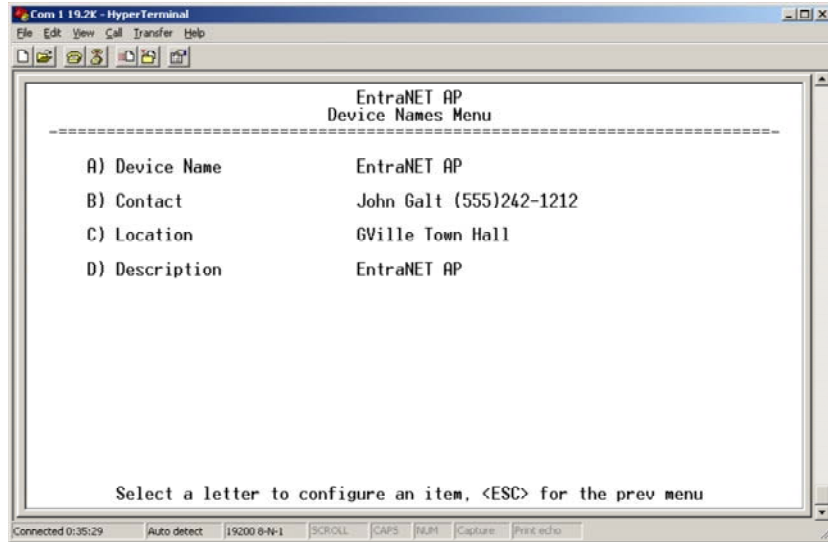 Com 1 19.2K - HyperTerminal
File Edit View Call Transfer Help
EntraNET AP
Device Names Menu
-==========================================================================-
A) Device Name EntraNET AP
B) Contact John Galt (555)242-1212
C) Location GVille Town Hall
D) Description EntraNET AP
Select a letter to configure an item, <ESC> for the prev menu
Connected 0:35:29 Auto detect 19200 8-N-1 SCROLL CAPS NUM Capture Print echo